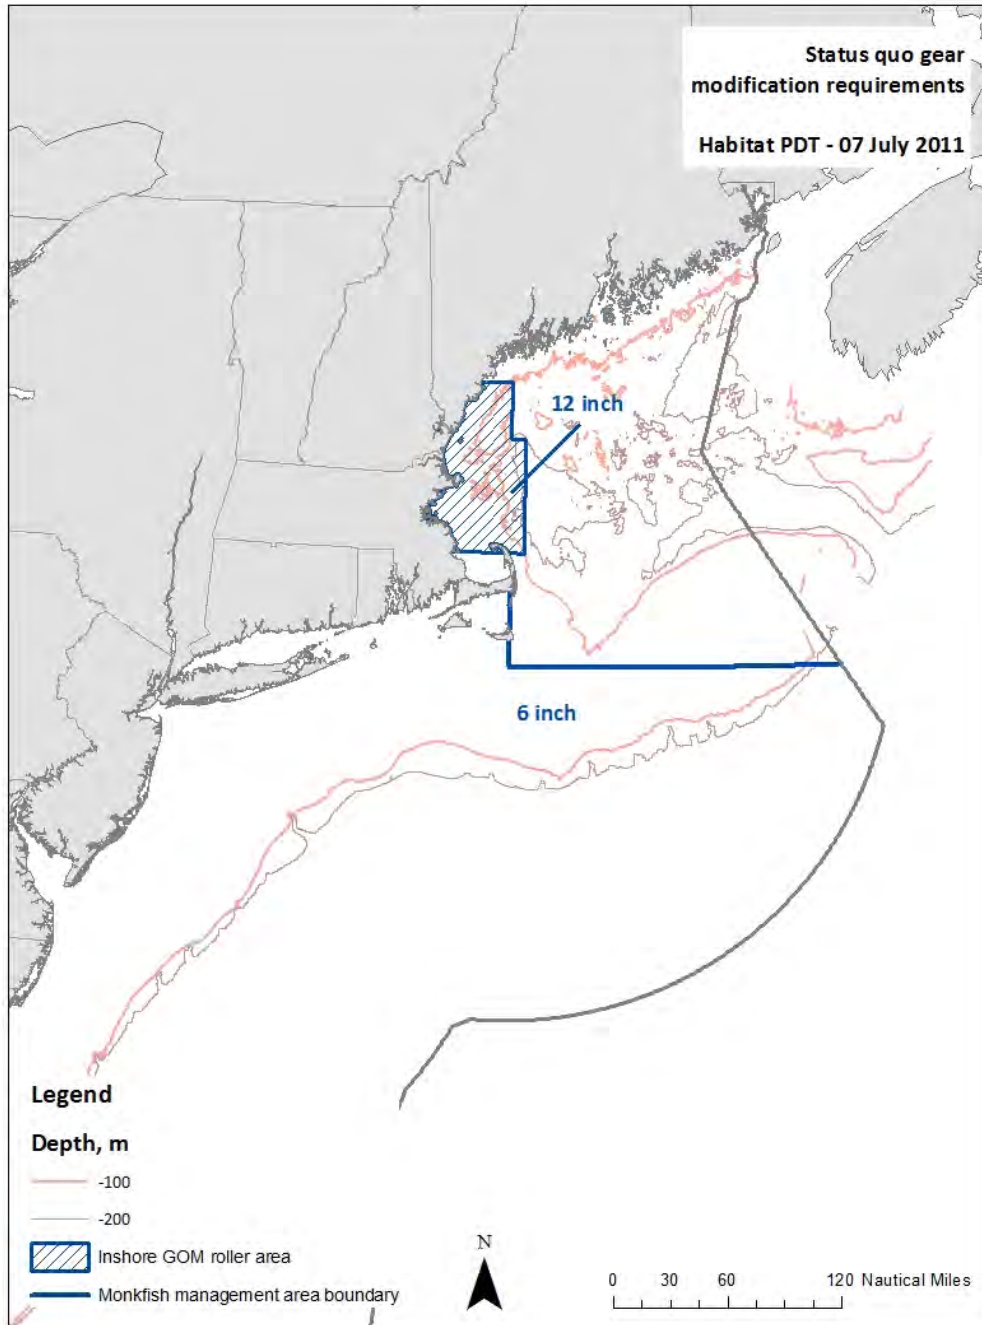 Status quo gear
modification requirements
Habitat PDT - 07 July 2011
12 inch
6 inch
Legend
Depth, m
-100
-200
Inshore GOM roller area
Monkfish management area boundary
N
0 30 60 120 Nautical Miles